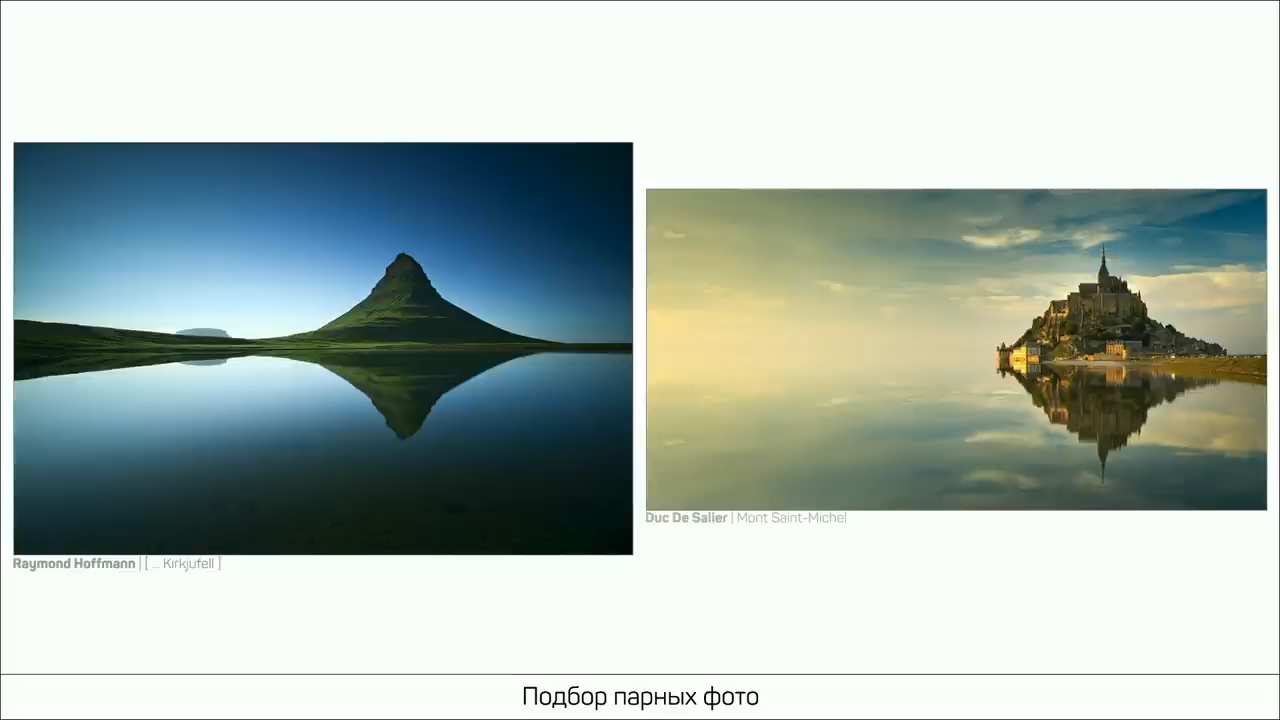 Raymond Hoffmann | [ ... Kirkjufell ]
Duc De Salier | Mont Saint-Michel
Подбор парных фото